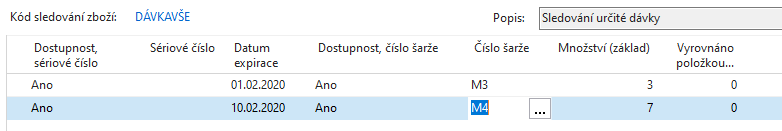 Kód sledování zboží: DÁVKAVŠE Popis: Sledování určité dávky
Dostupnost, sériové číslo Sériové číslo Datum expirace Dostupnost, číslo šarže Číslo šarže Množství (základ) Vyrovnáno položkou...
Ano 01.02.2020 Ano M3 3 0
Ano 10.02.2020 Ano M4 ... 7 0